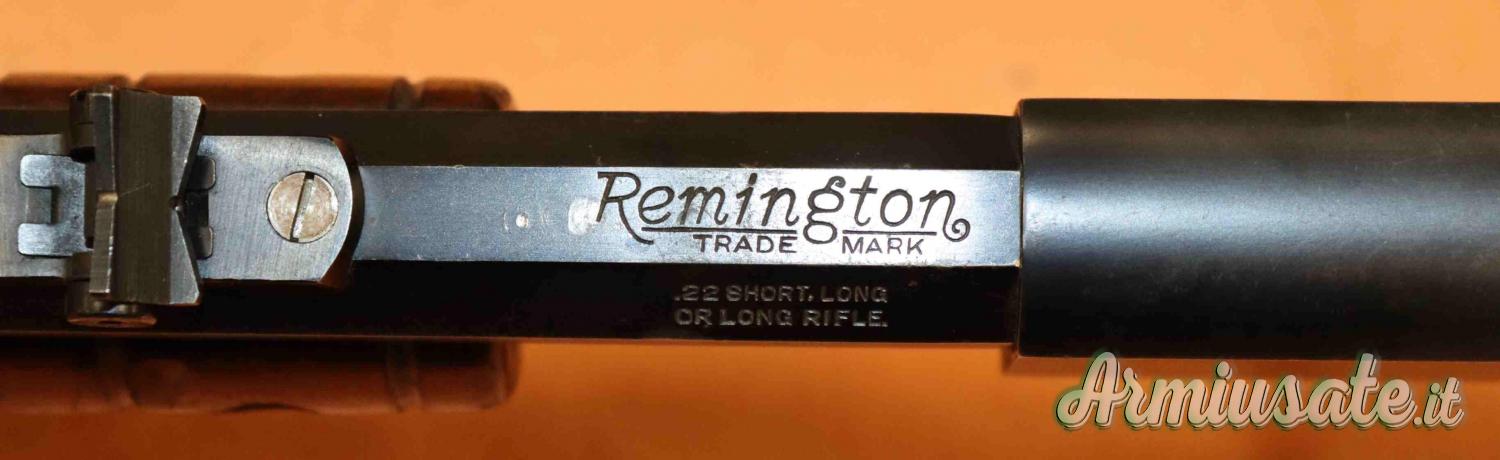 Remington
TRADE MARK
.22 SHORT, LONG
OR LONG RIFLE.
Armiusate.it